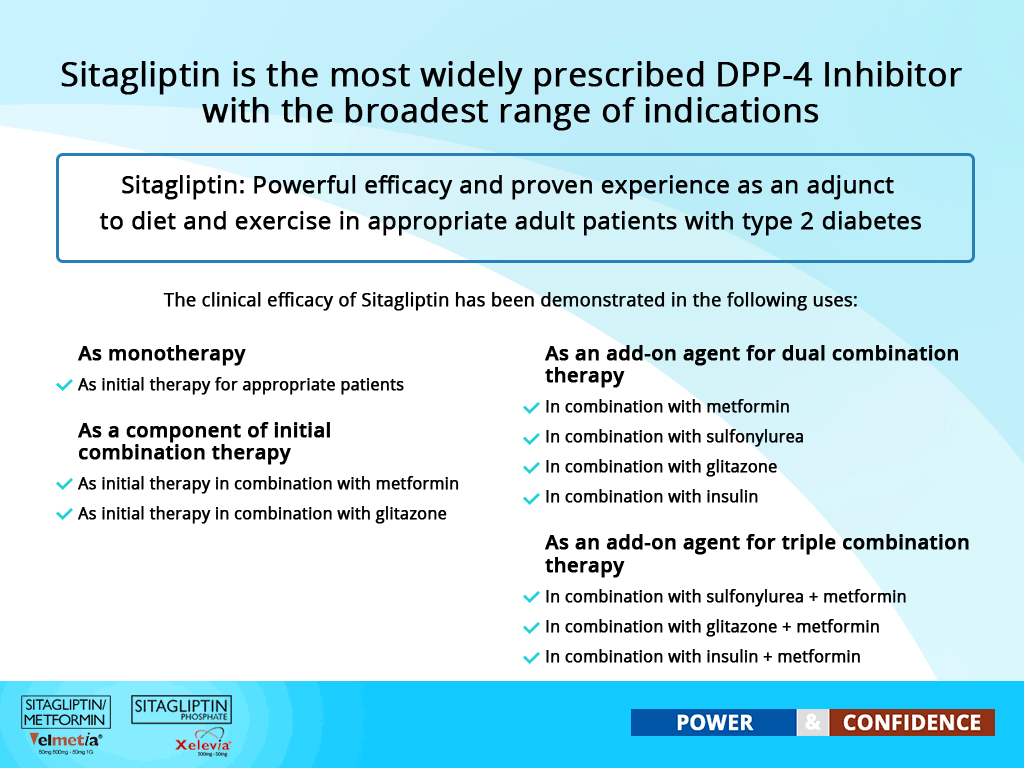 Sitagliptin is the most widely prescribed DPP-4 Inhibitor
with the broadest range of indications
Sitagliptin: Powerful efficacy and proven experience as an adjunct
to diet and exercise in appropriate adult patients with type 2 diabetes
The clinical efficacy of Sitagliptin has been demonstrated in the following uses:
As monotherapy
As initial therapy for appropriate patients
As a component of initial
combination therapy
As initial therapy in combination with metformin
As initial therapy in combination with glitazone
As an add-on agent for dual combination
therapy
In combination with metformin
In combination with sulfonylurea
In combination with glitazone
In combination with insulin
As an add-on agent for triple combination
therapy
In combination with sulfonylurea + metformin
In combination with glitazone + metformin
In combination with insulin + metformin
SITAGLIPTIN/
METFORMIN
Velmetia®
SITAGLIPTIN
PHOSPHATE
Xelevia
100mg - 50mg
POWER & CONFIDENCE